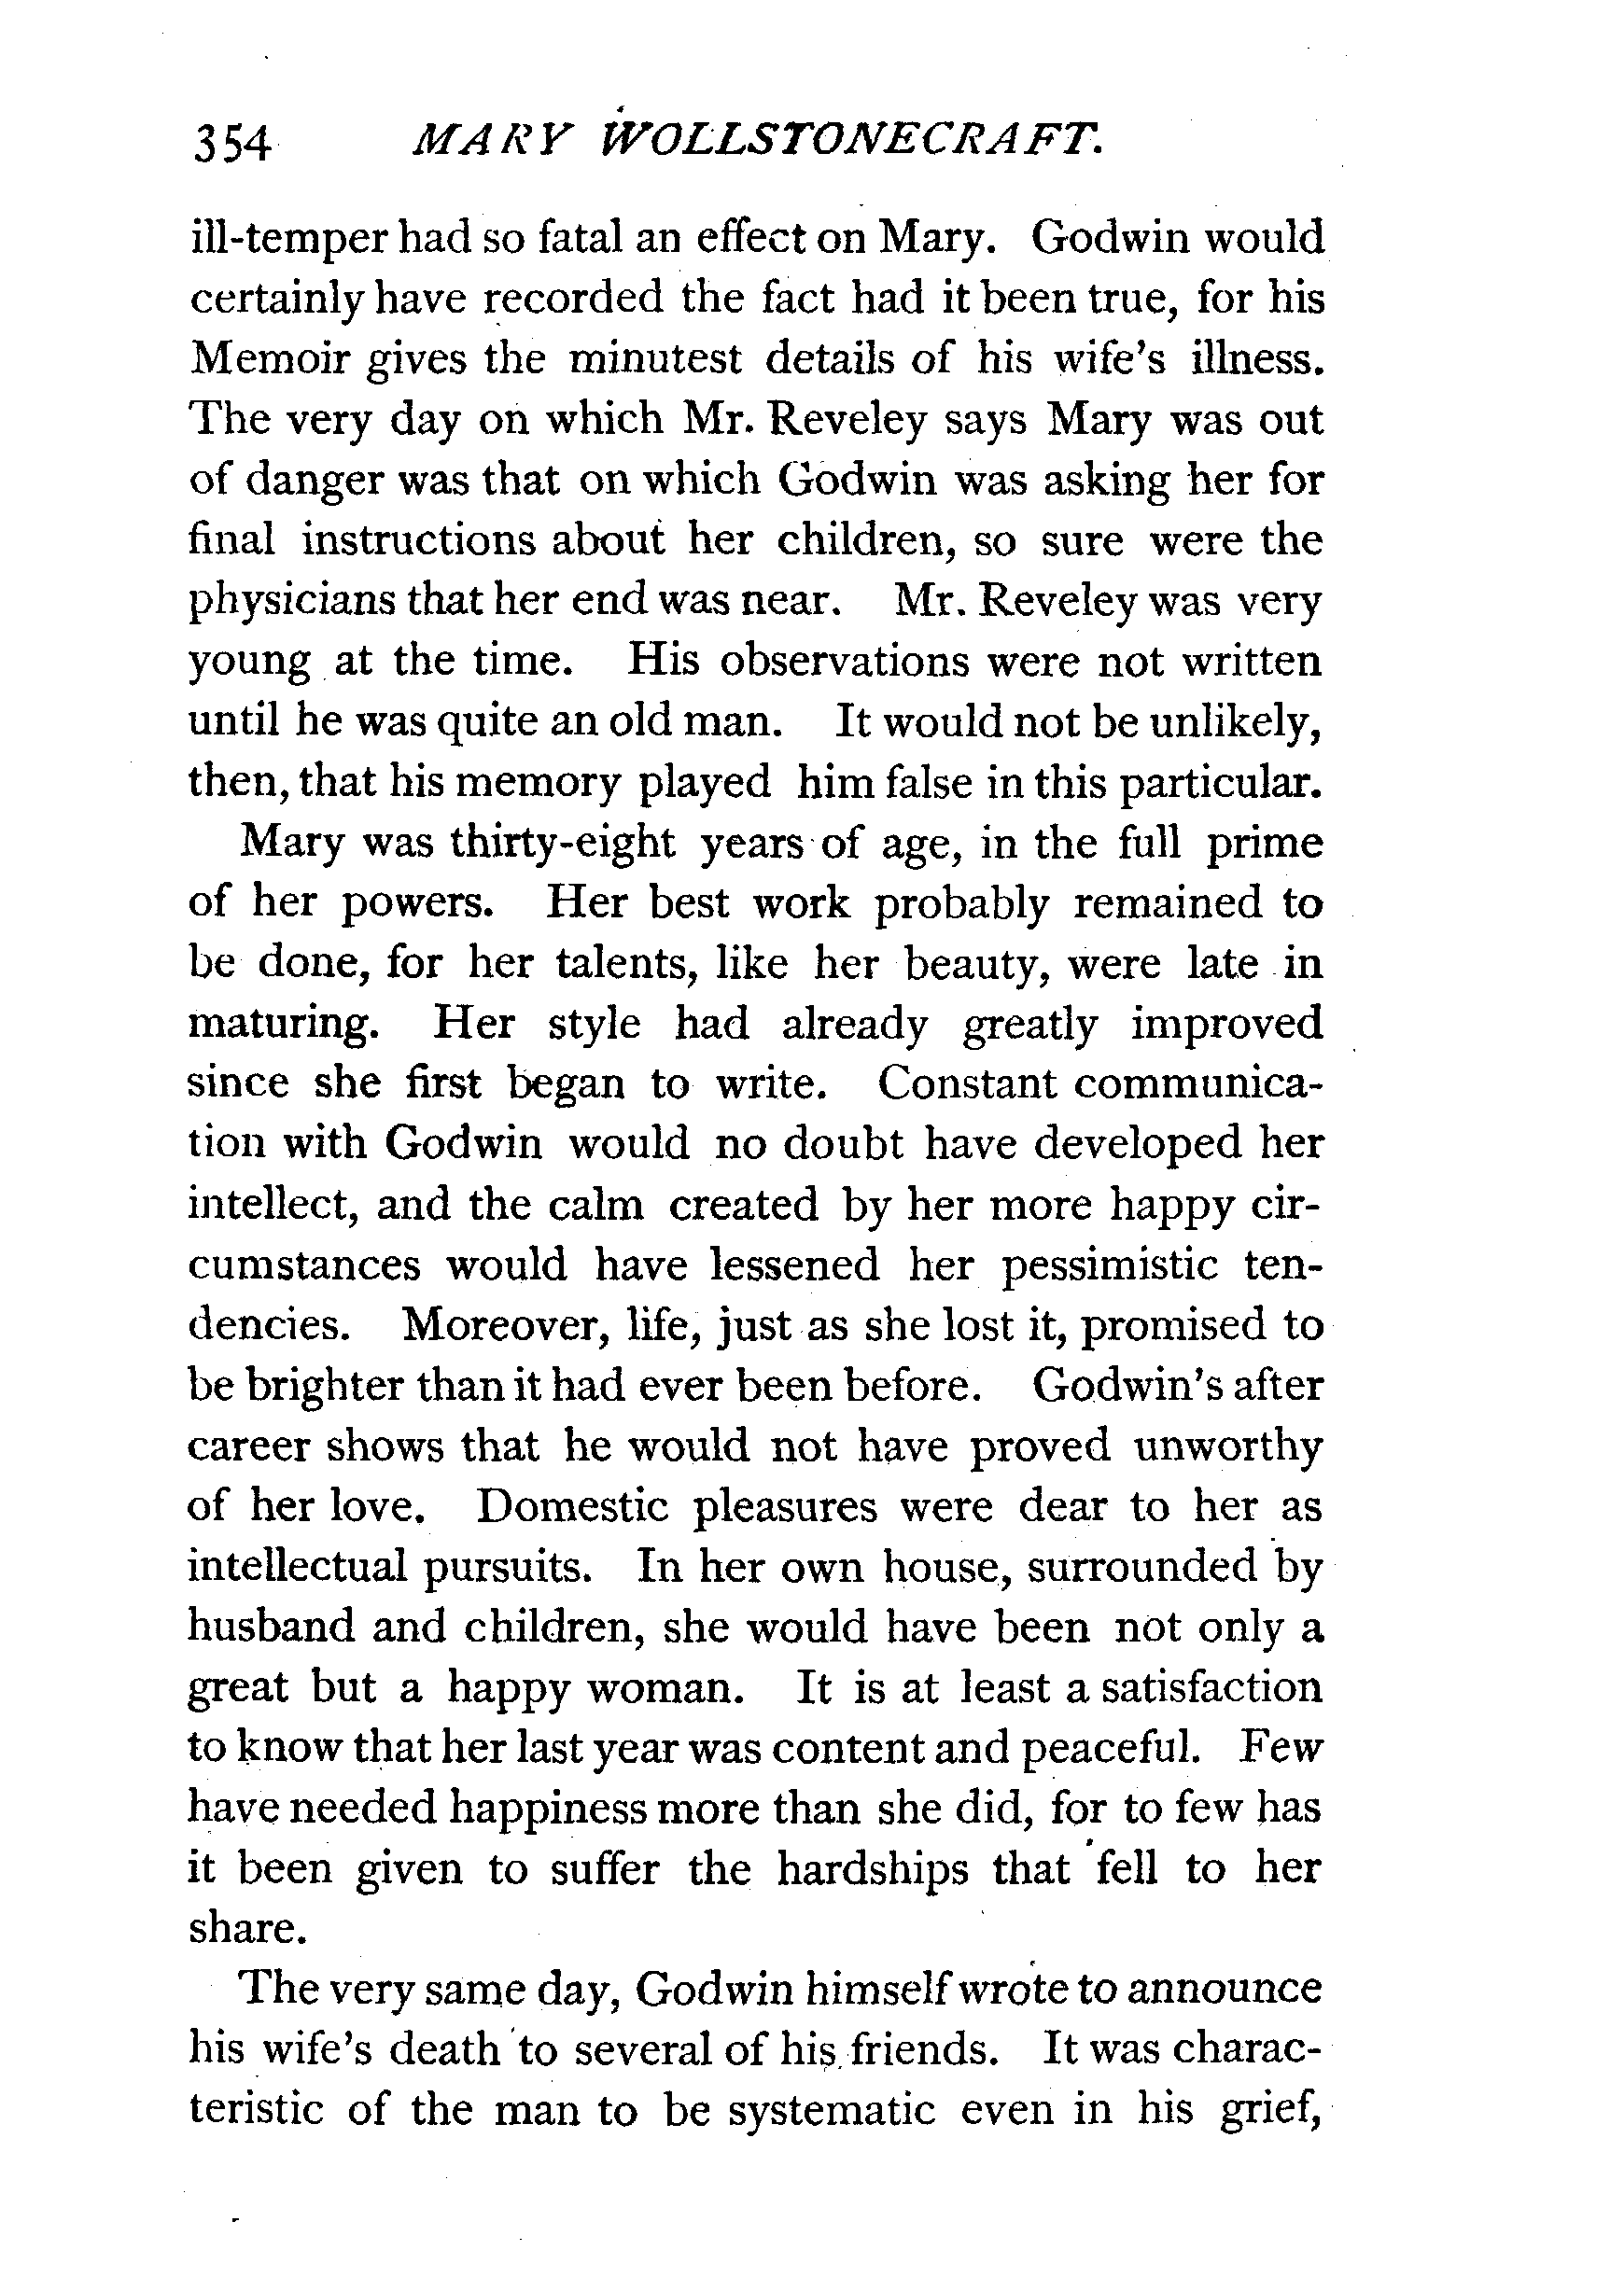 354 MARY WOLLSTONECRAFT.
ill-temper had so fatal an effect on Mary. Godwin would
certainly have recorded the fact had it been true, for his
Memoir gives the minutest details of his wife's illness.
The very day on which Mr. Reveley says Mary was out
of danger was that on which Godwin was asking her for
final instructions about her children, so sure were the
physicians that her end was near. Mr. Reveley was very
young at the time. His observations were not written
until he was quite an old man. It would not be unlikely,
then, that his memory played him false in this particular.
Mary was thirty-eight years of age, in the full prime
of her powers. Her best work probably remained to
be done, for her talents, like her beauty, were late in
maturing. Her style had already greatly improved
since she first began to write. Constant communica-
tion with Godwin would no doubt have developed her
intellect, and the calm created by her more happy cir-
cumstances would have lessened her pessimistic ten-
dencies. Moreover, life, just as she lost it, promised to
be brighter than it had ever been before. Godwin's after
career shows that he would not have proved unworthy
of her love. Domestic pleasures were dear to her as
intellectual pursuits. In her own house, surrounded by
husband and children, she would have been not only a
great but a happy woman. It is at least a satisfaction
to know that her last year was content and peaceful. Few
have needed happiness more than she did, for to few has
it been given to suffer the hardships that fell to her
share.
The very same day, Godwin himself wrote to announce
his wife's death to several of his friends. It was charac-
teristic of the man to be systematic even in his grief,